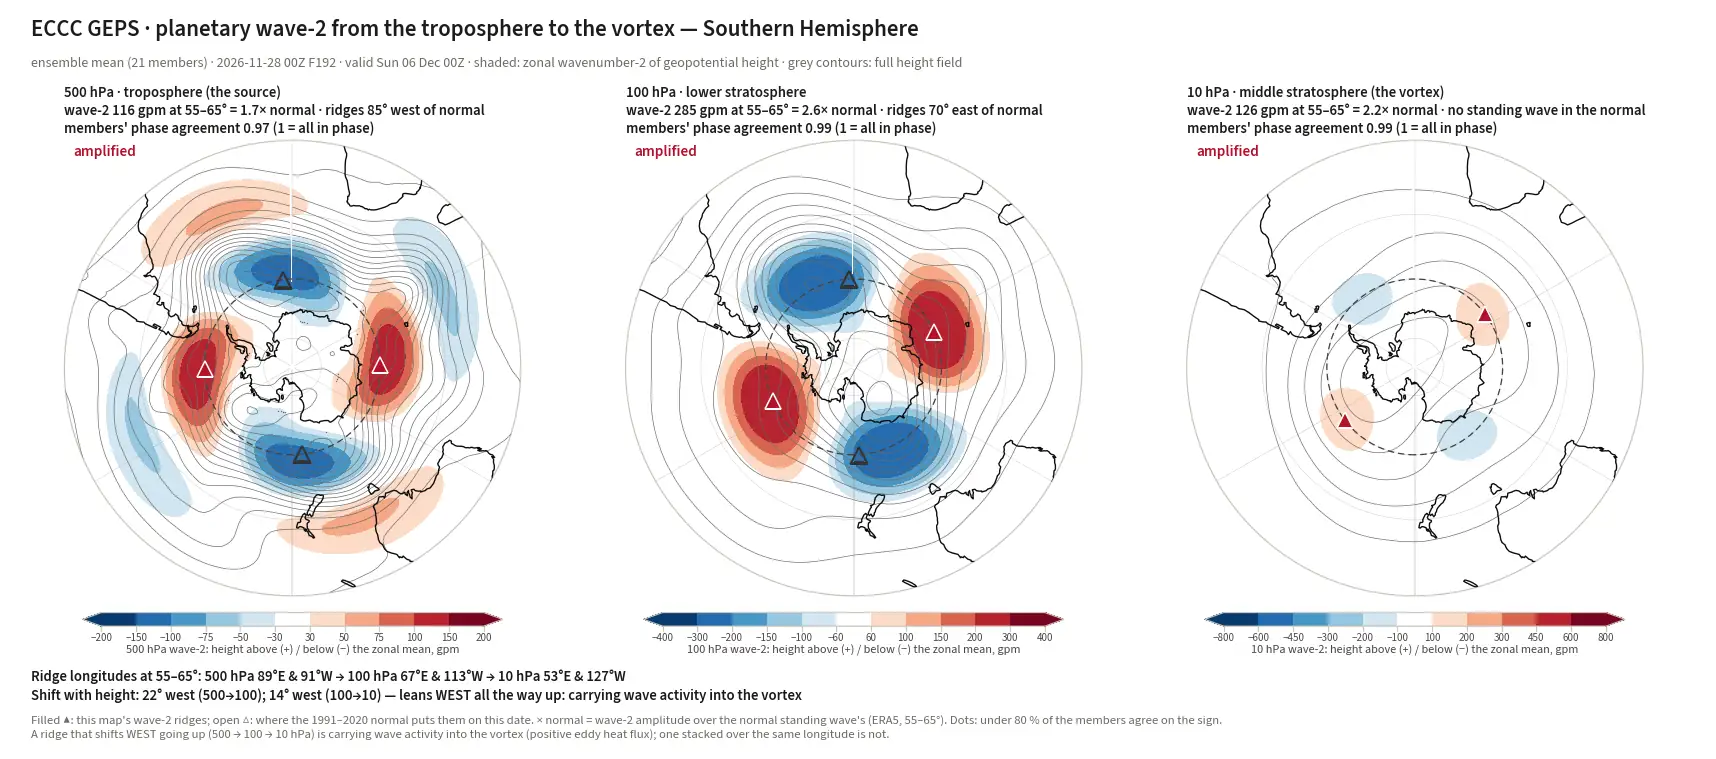 ECCC GEPS · planetary wave-2 from the troposphere to the vortex — Southern Hemisphere
ensemble mean (21 members) · 2026-11-28 00Z F192 · valid Sun 06 Dec 00Z · shaded: zonal wavenumber-2 of geopotential height · grey contours: full height field
500 hPa · troposphere (the source)
wave-2 116 gpm at 55–65° = 1.7× normal · ridges 85° west of normal
members' phase agreement 0.97 (1 = all in phase)
amplified
100 hPa · lower stratosphere
wave-2 285 gpm at 55–65° = 2.6× normal · ridges 70° east of normal
members' phase agreement 0.99 (1 = all in phase)
amplified
10 hPa · middle stratosphere (the vortex)
wave-2 126 gpm at 55–65° = 2.2× normal · no standing wave in the normal
members' phase agreement 0.99 (1 = all in phase)
amplified
−200 −150 −100 −75 −50 −30 30 50 75 100 150 200
500 hPa wave-2: height above (+) / below (−) the zonal mean, gpm
−400 −300 −200 −150 −100 −60 60 100 150 200 300 400
100 hPa wave-2: height above (+) / below (−) the zonal mean, gpm
−800 −600 −450 −300 −200 −100 100 200 300 450 600 800
10 hPa wave-2: height above (+) / below (−) the zonal mean, gpm
Ridge longitudes at 55–65°: 500 hPa 89°E & 91°W → 100 hPa 67°E & 113°W → 10 hPa 53°E & 127°W
Shift with height: 22° west (500→100); 14° west (100→10) — leans WEST all the way up: carrying wave activity into the vortex
Filled ▲: this map's wave-2 ridges; open △: where the 1991–2020 normal puts them on this date. × normal = wave-2 amplitude over the normal standing wave's (ERA5, 55–65°). Dots: under 80 % of the members agree on the sign.
A ridge that shifts WEST going up (500 → 100 → 10 hPa) is carrying wave activity into the vortex (positive eddy heat flux); one stacked over the same longitude is not.